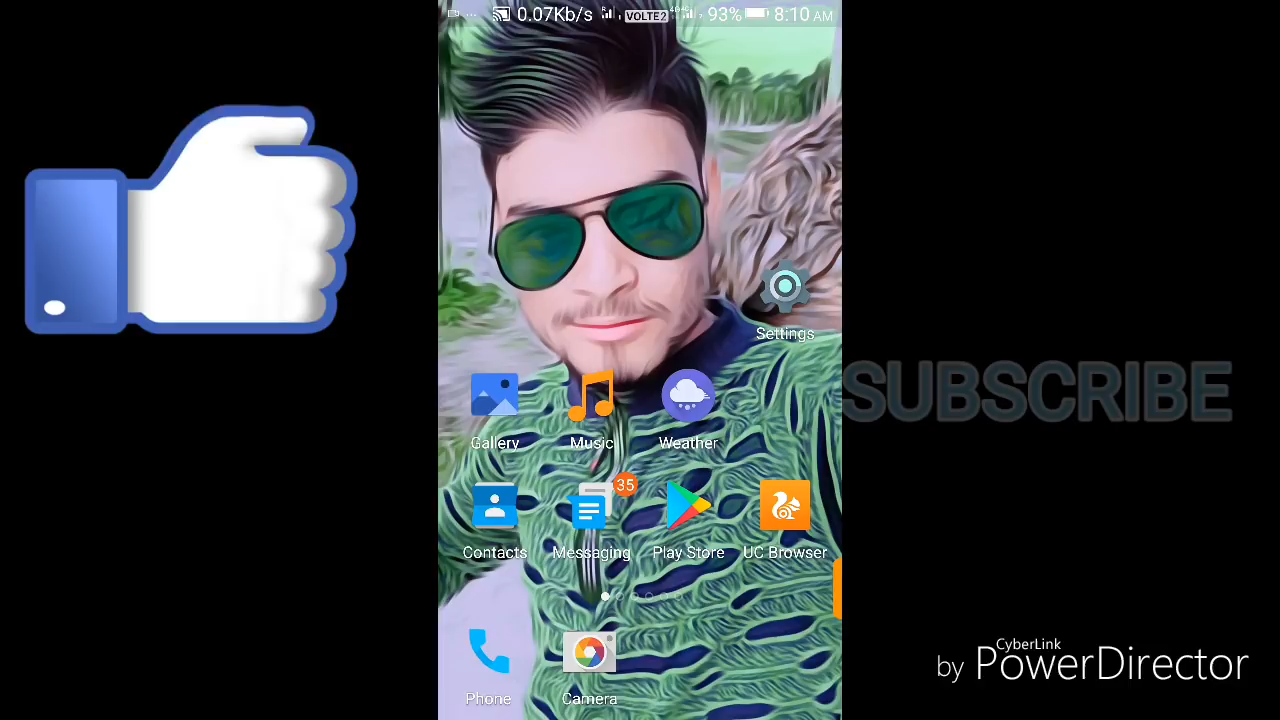 0.07Kb/s R VOLTE2 93% 8:10 AM
Settings
Gallery Music Weather
35
Contacts Messaging Play Store UC Browser
Phone Camera
SUBSCRIBE
CyberLink
by PowerDirector